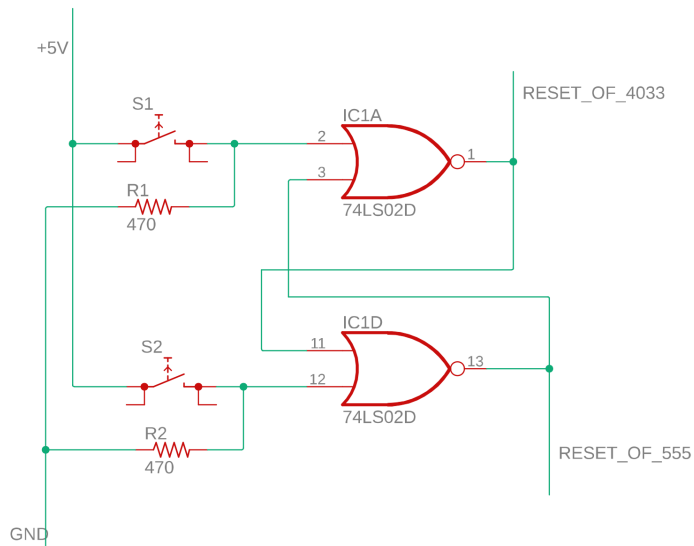 +5V
S1
R1
470
IC1A
2
3
1
74LS02D
RESET_OF_4033
S2
R2
470
IC1D
11
12
13
74LS02D
RESET_OF_555
GND